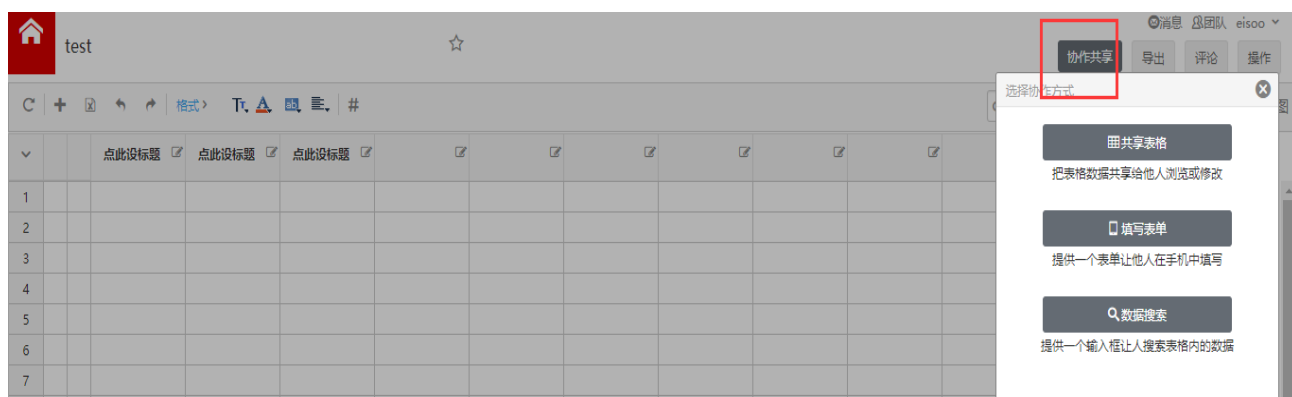 消息 团队 eisoo
test
协作共享 导出 评论 操作
格式 #
选择协作方式
图
点此设标题 点此设标题 点此设标题
共享表格
把表格数据共享给他人浏览或修改
填写表单
提供一个表单让他人在手机中填写
数据搜索
提供一个输入框让人搜索表格内的数据
1
2
3
4
5
6
7